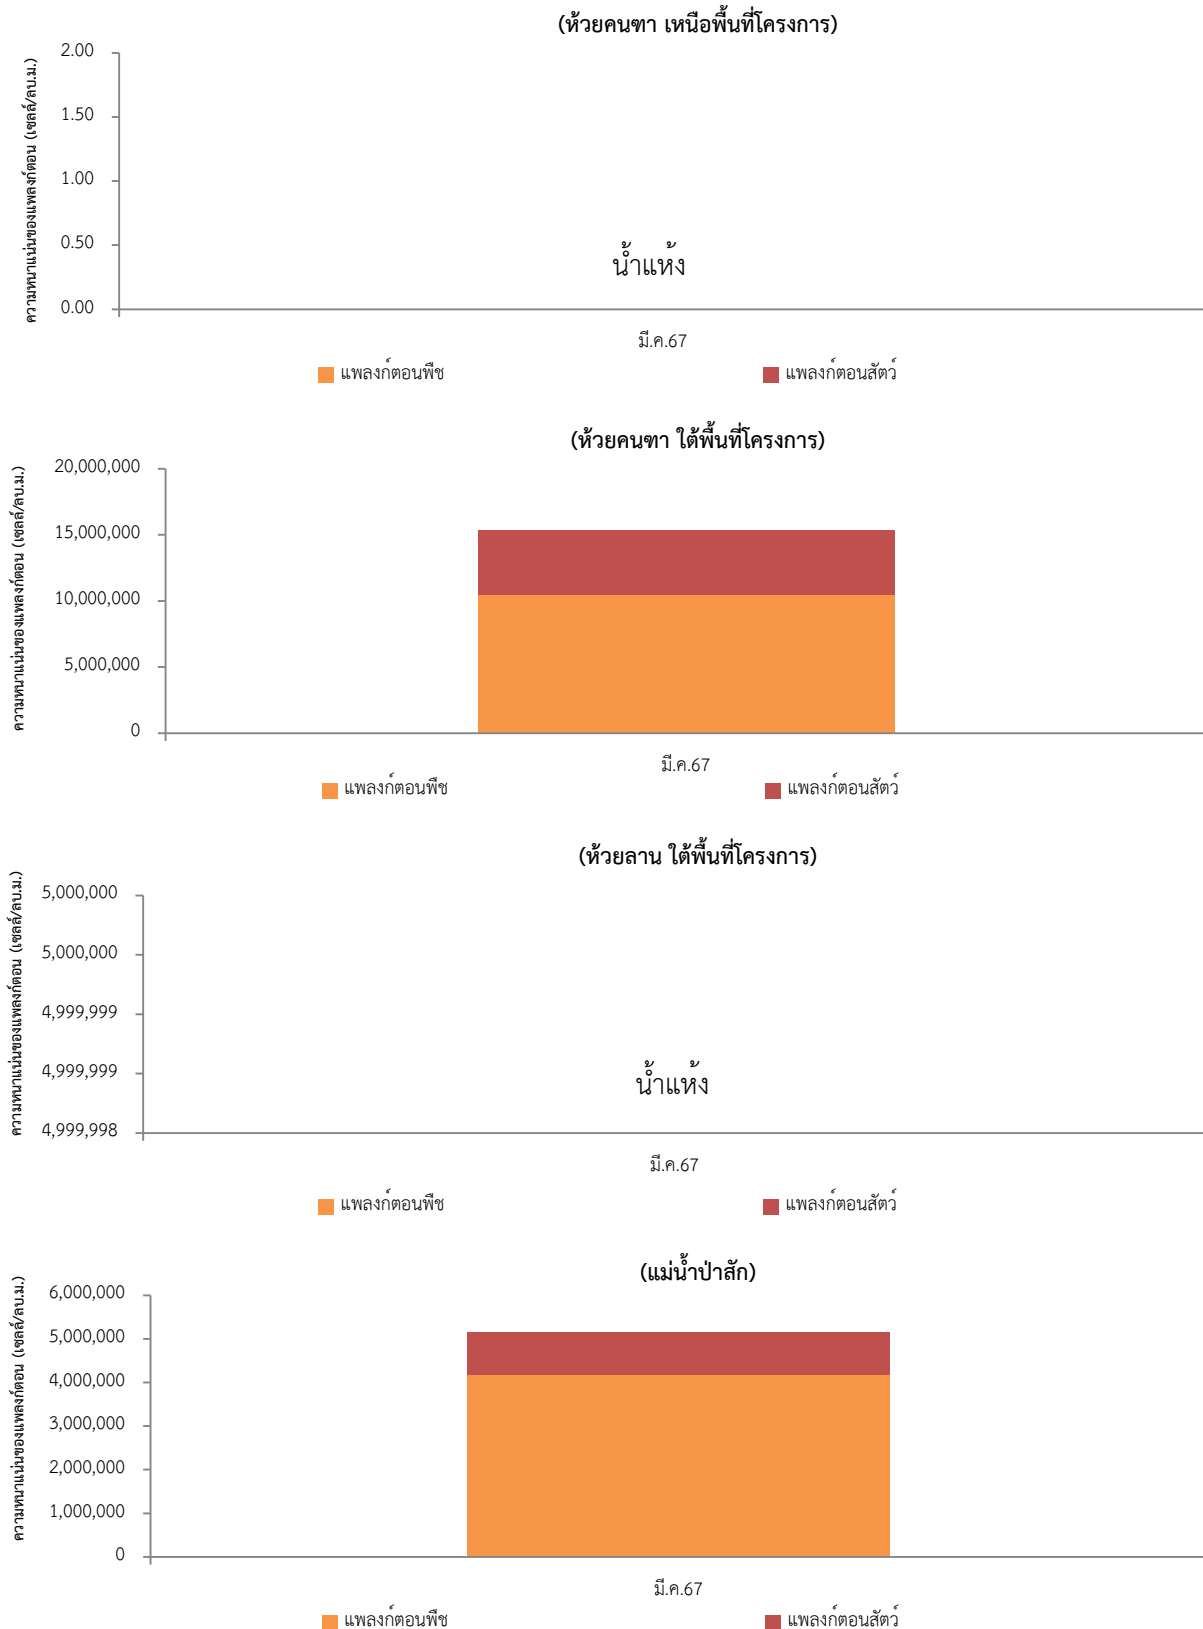 (ห้วยคนฑา เหนือพื้นที่โครงการ)
ความหนาแน่นของแพลงก์ตอน (เซลล์/ลบ.ม.)
2.00
1.50
1.00
0.50
0.00
น้ำแห้ง
มี.ค.67
แพลงก์ตอนพืช แพลงก์ตอนสัตว์
(ห้วยคนฑา ใต้พื้นที่โครงการ)
ความหนาแน่นของแพลงก์ตอน (เซลล์/ลบ.ม.)
20,000,000
15,000,000
10,000,000
5,000,000
0
มี.ค.67
แพลงก์ตอนพืช แพลงก์ตอนสัตว์
(ห้วยลาน ใต้พื้นที่โครงการ)
ความหนาแน่นของแพลงก์ตอน (เซลล์/ลบ.ม.)
5,000,000
5,000,000
4,999,999
4,999,999
4,999,998
น้ำแห้ง
มี.ค.67
แพลงก์ตอนพืช แพลงก์ตอนสัตว์
(แม่น้ำป่าสัก)
ความหนาแน่นของแพลงก์ตอน (เซลล์/ลบ.ม.)
6,000,000
5,000,000
4,000,000
3,000,000
2,000,000
1,000,000
0
มี.ค.67
แพลงก์ตอนพืช แพลงก์ตอนสัตว์